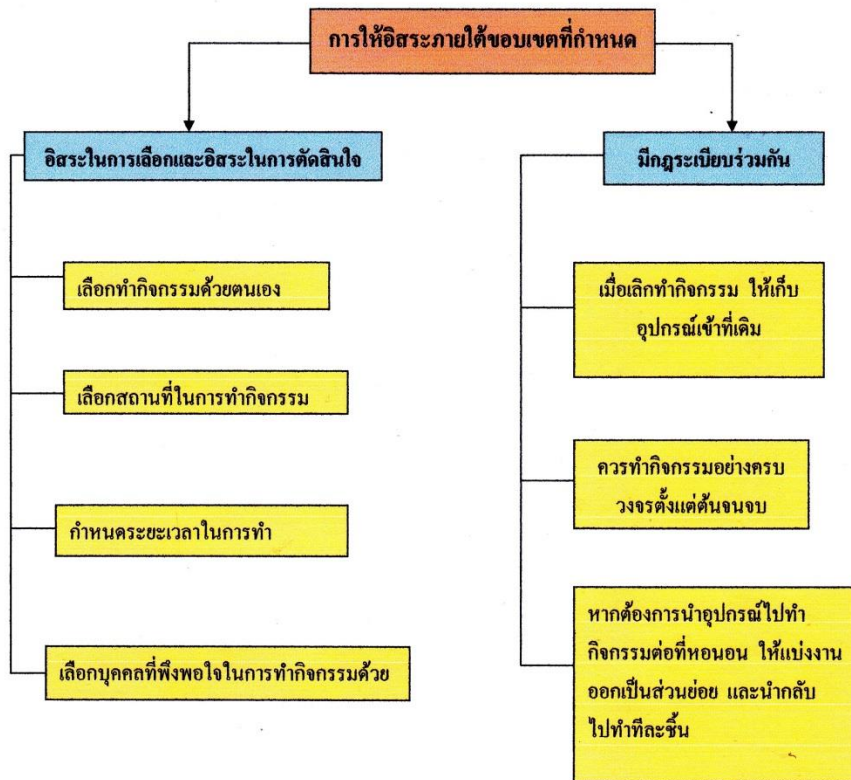 การให้อิสระภายใต้ขอบเขตที่กำหนด
อิสระในการเลือกและอิสระในการตัดสินใจ
เลือกทำกิจกรรมด้วยตนเอง
เลือกสถานที่ในการทำกิจกรรม
กำหนดระยะเวลาในการทำ
เลือกบุคคลที่พึงพอใจในการทำกิจกรรมด้วย
มีกฎระเบียบร่วมกัน
เมื่อเลิกทำกิจกรรม ให้เก็บ
อุปกรณ์เข้าที่เดิม
ควรทำกิจกรรมอย่างครบ
วงจรตั้งแต่ต้นจนจบ
หากต้องการนำอุปกรณ์ไปทำ
กิจกรรมต่อที่หอนอน ให้แบ่งงาน
ออกเป็นส่วนย่อย และนำกลับ
ไปทำทีละชิ้น